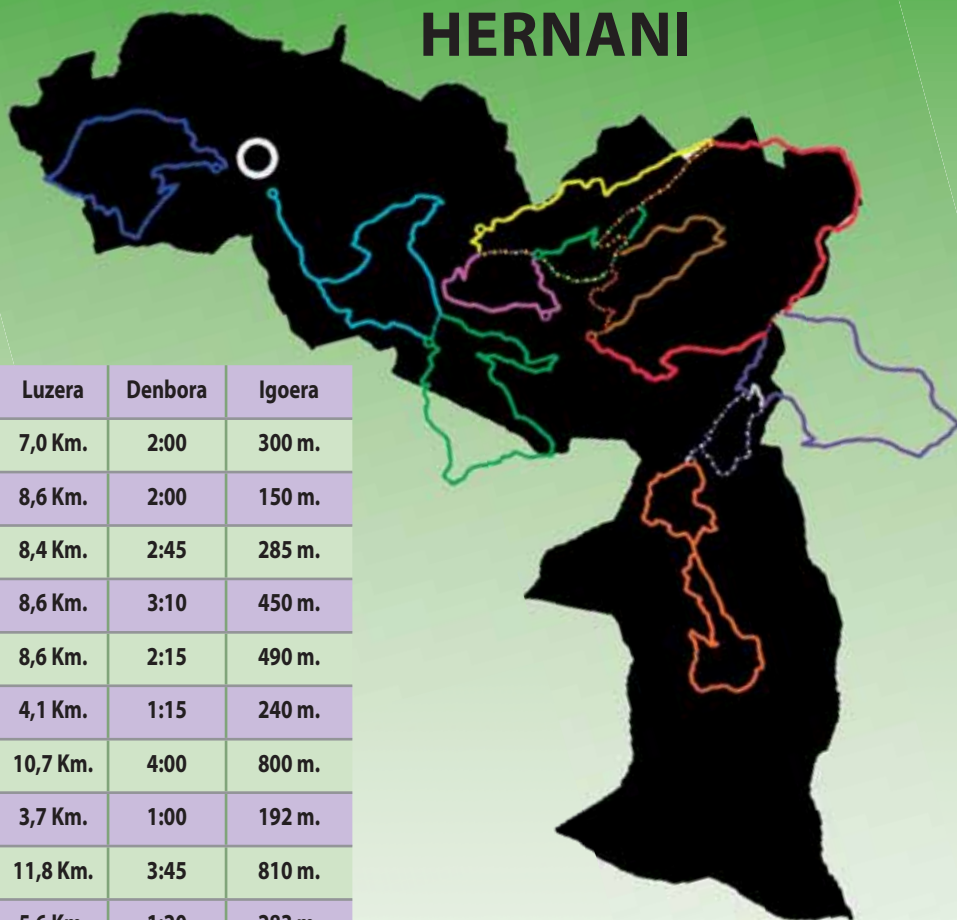 HERNANI
Luzera Denbora Igoera
7,0 Km. 2:00 300 m.
8,6 Km. 2:00 150 m.
8,4 Km. 2:45 285 m.
8,6 Km. 3:10 450 m.
8,6 Km. 2:15 490 m.
4,1 Km. 1:15 240 m.
10,7 Km. 4:00 800 m.
3,7 Km. 1:00 192 m.
11,8 Km. 3:45 810 m.